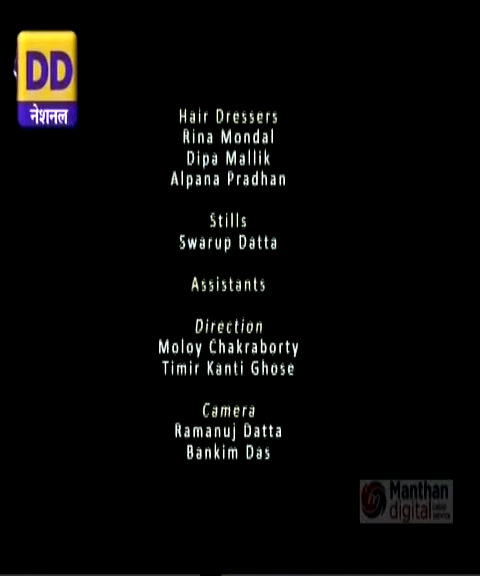 DD
नेशनल
Hair Dressers
Rina Mondal
Dipa Mallik
Alpana Pradhan
Stills
Swarup Datta
Assistants
Direction
Moloy Chakraborty
Timir Kanti Ghose
Camera
Ramanuj Datta
Bankim Das
Manthan
digital